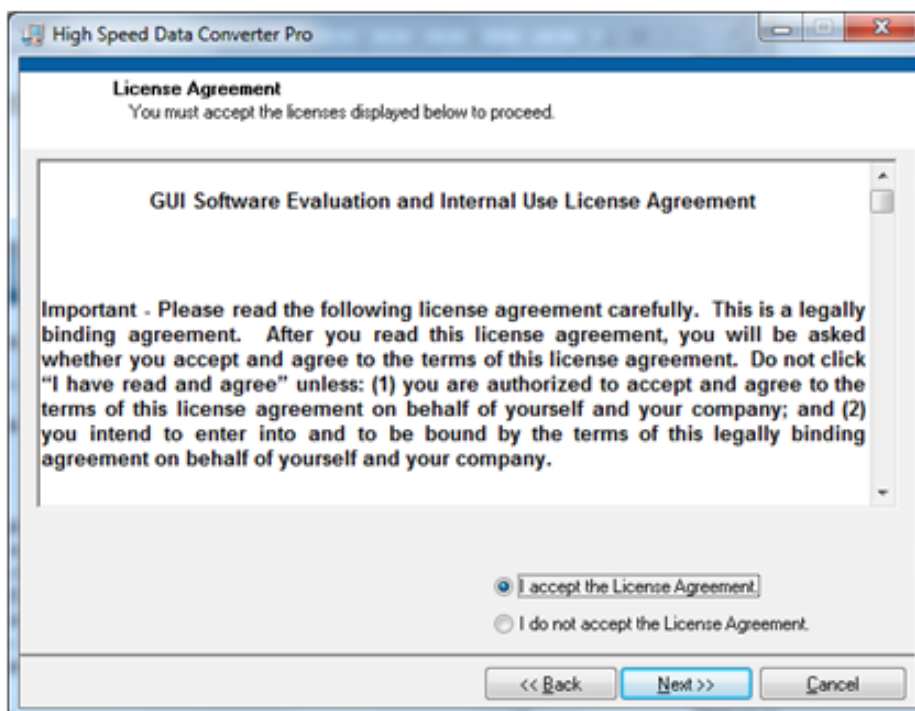 High Speed Data Converter Pro
License Agreement
You must accept the licenses displayed below to proceed.
GUI Software Evaluation and Internal Use License Agreement
Important - Please read the following license agreement carefully.  This is a legally
binding agreement.  After you read this license agreement, you will be asked
whether you accept and agree to the terms of this license agreement.  Do not click
“I have read and agree” unless: (1) you are authorized to accept and agree to the
terms of this license agreement on behalf of yourself and your company; and (2)
you intend to enter into and to be bound by the terms of this legally binding
agreement on behalf of yourself and your company.
I accept the License Agreement.
I do not accept the License Agreement.
<< Back Next >> Cancel